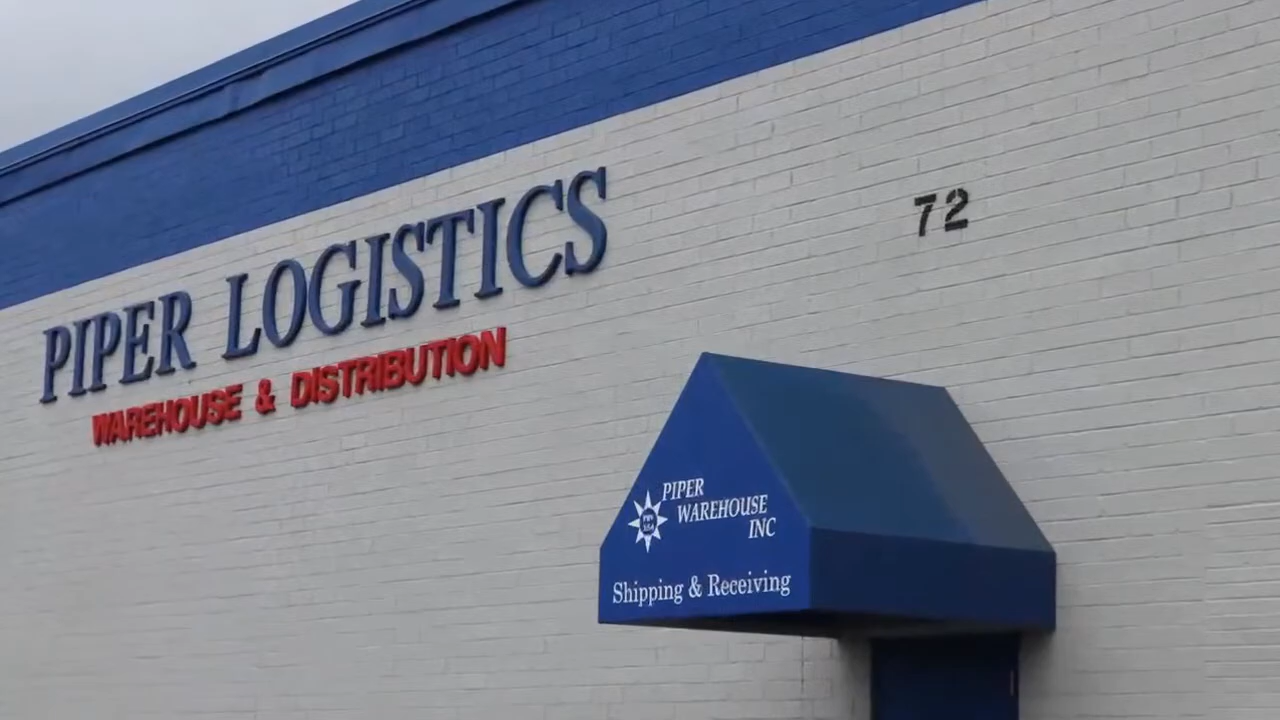 PIPER LOGISTICS
WAREHOUSE & DISTRIBUTION
72
PIPER
WAREHOUSE
INC
Shipping & Receiving